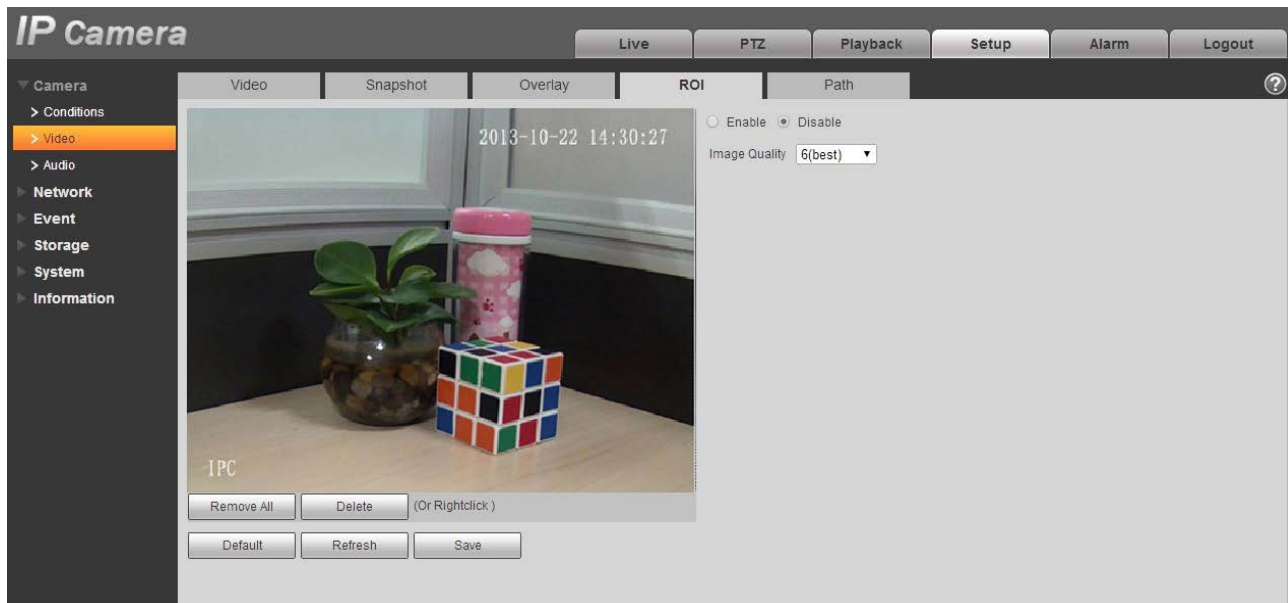 IP Camera
Live PTZ Playback Setup Alarm Logout
Camera
Conditions
Video
Audio
Network
Event
Storage
System
Information
Video Snapshot Overlay ROI Path
?
2013-10-22 14:30:27
IPC
Enable Disable
Image Quality 6(best)
Remove All Delete (Or Rightclick )
Default Refresh Save